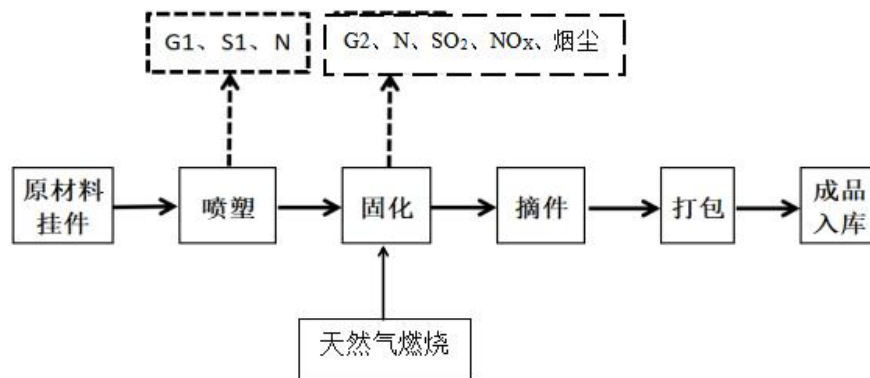 G1、S1、N
G2、N、SO₂、NOX、烟尘
原材料
挂件
喷塑
固化
摘件
打包
成品
入库
天然气燃烧